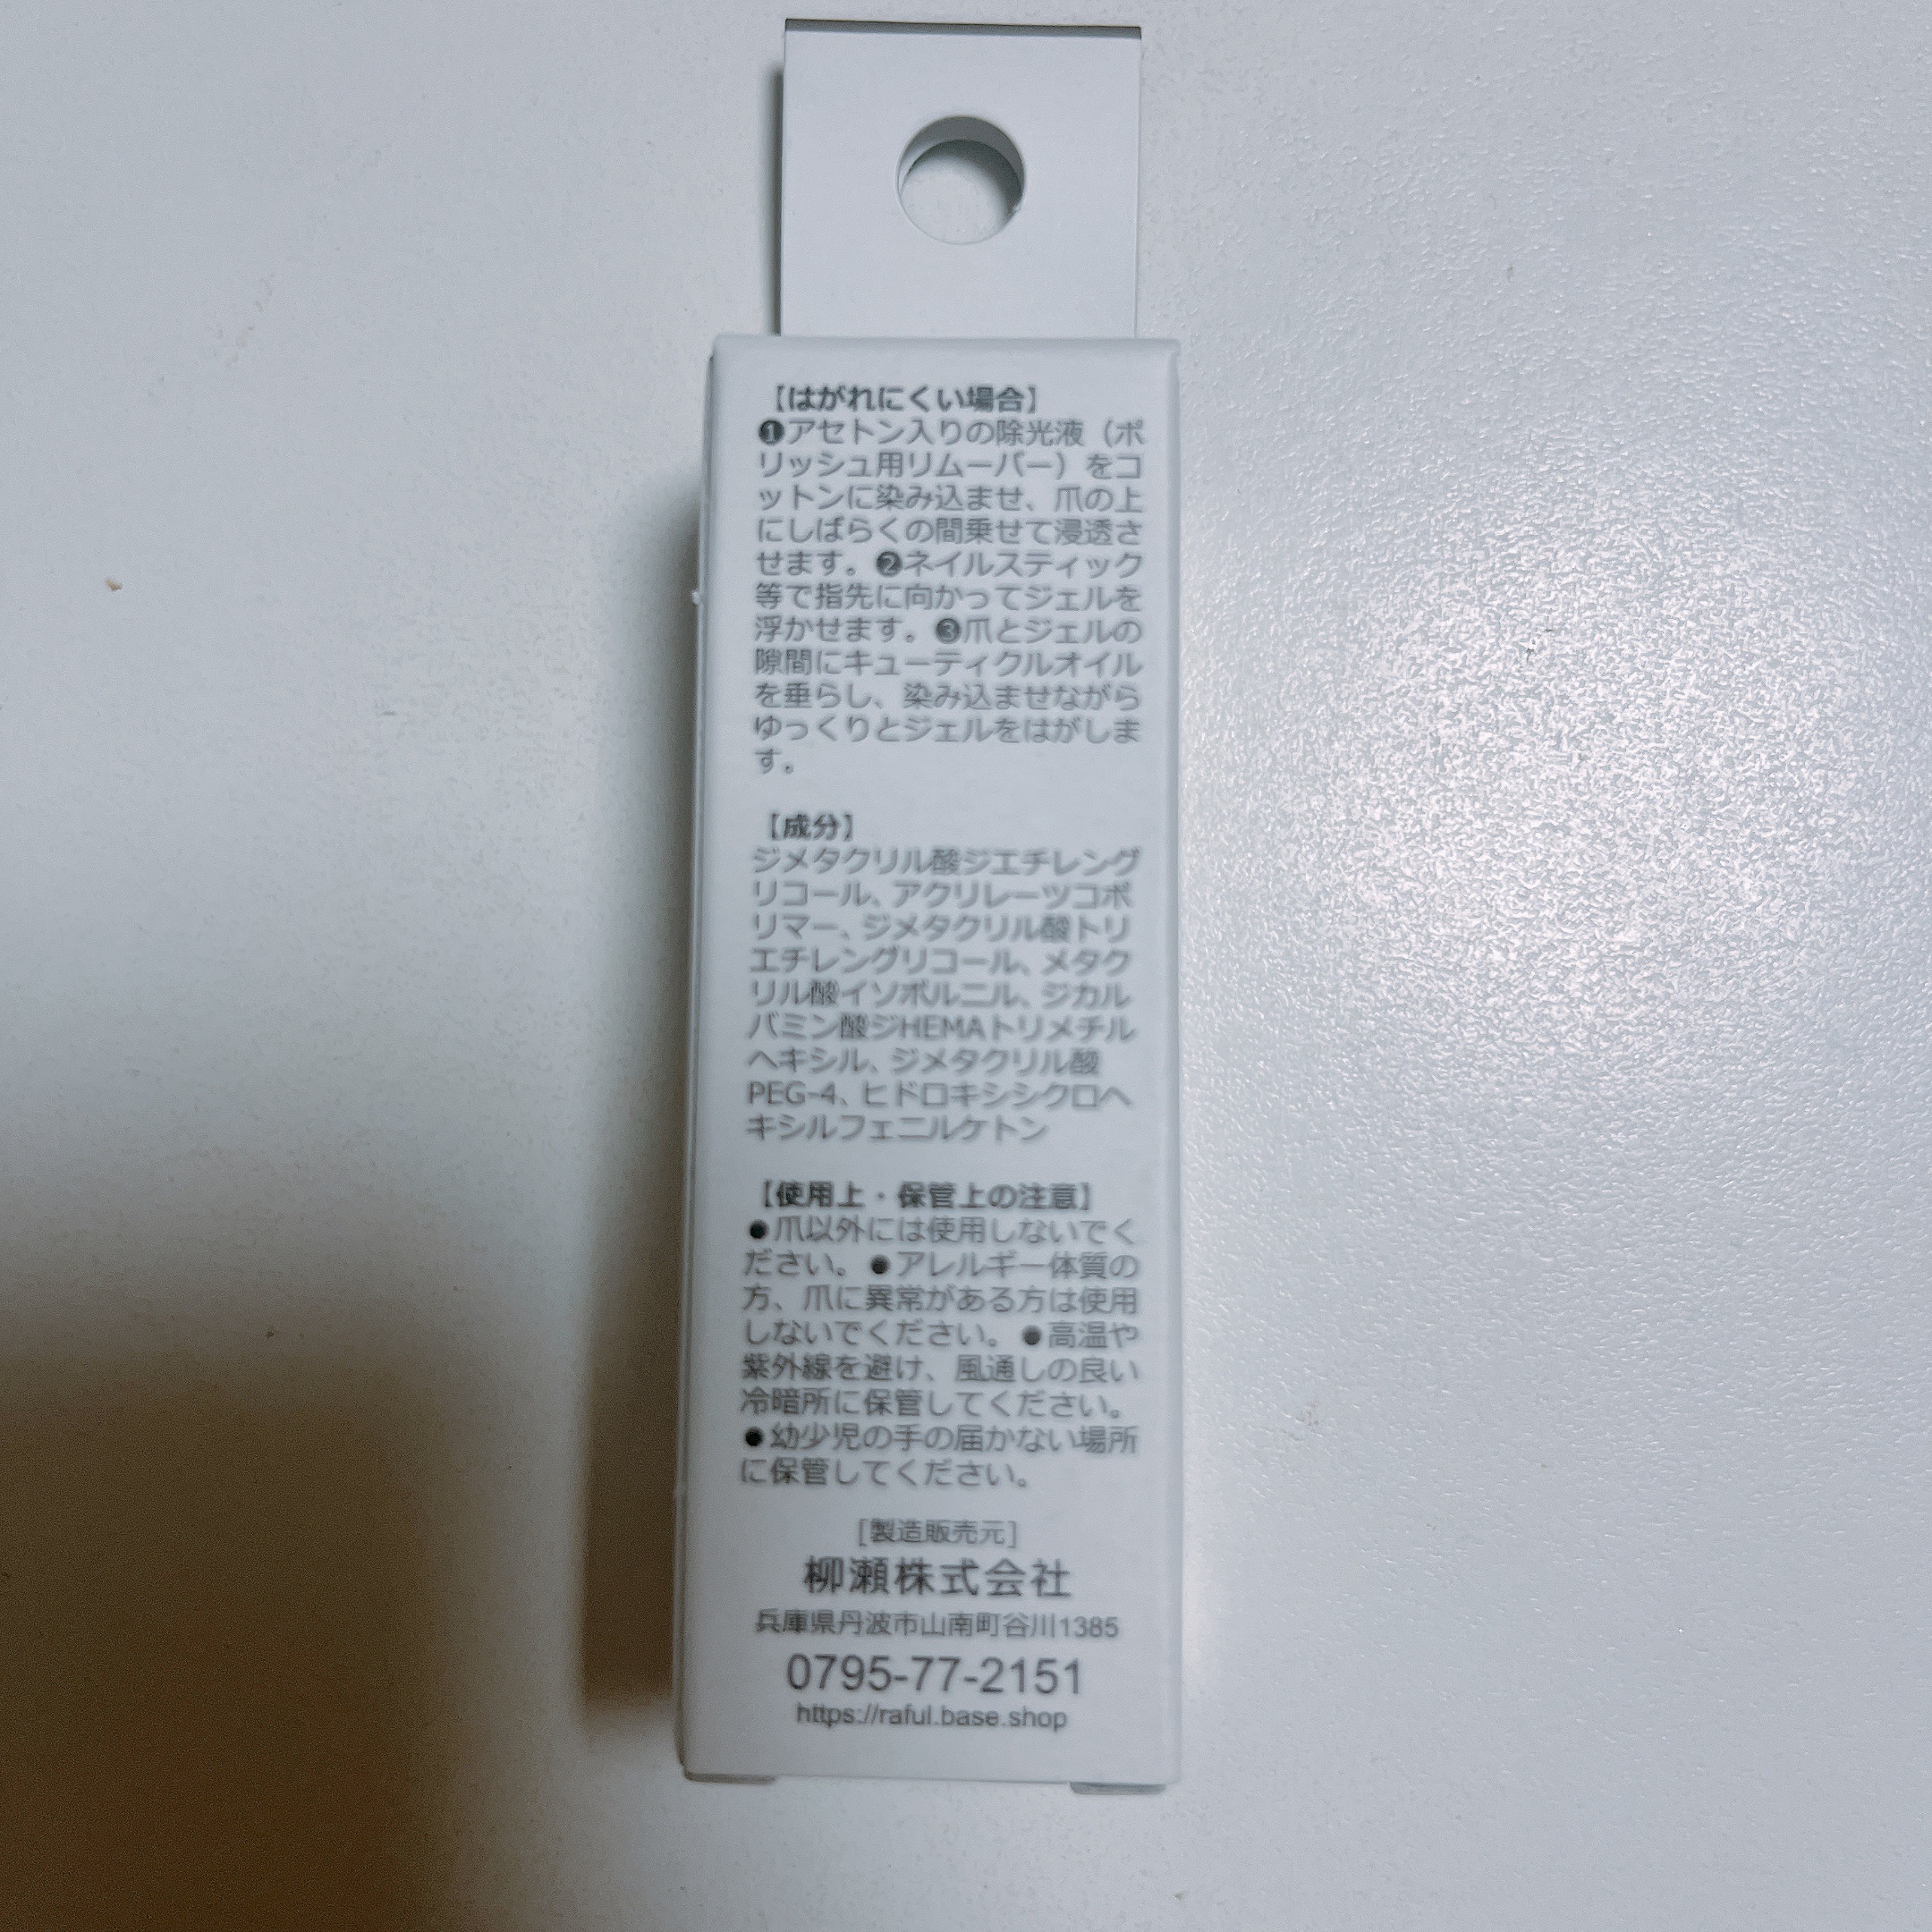 【はがれにくい場合】
❶アセトン入りの除光液（ポ
リッシュ用リムーバー）をコ
ットンに染み込ませ、爪の上
にしばらくの間乗せて浸透さ
せます。❷ネイルスティック
等で指先に向かってジェルを
浮かせます。❸爪とジェルの
隙間にキューティクルオイル
を垂らし、染み込ませながら
ゆっくりとジェルをはがしま
す。
【成分】
ジメタクリル酸ジエチレング
リコール、アクリレーツコポ
リマー、ジメタクリル酸トリ
エチレングリコール、メタク
リル酸イソボルニル、ジカル
バミン酸ジHEMAトリメチル
ヘキシル、ジメタクリル酸
PEG-4、ヒドロキシシクロヘ
キシルフェニルケトン
【使用上・保管上の注意】
●爪以外には使用しないでく
ださい。●アレルギー体質の
方、爪に異常がある方は使用
しないでください。●高温や
紫外線を避け、風通しの良い
冷暗所に保管してください。
●幼少児の手の届かない場所
に保管してください。
[製造販売元]
柳瀬株式会社
兵庫県丹波市山南町谷川1385
0795-77-2151
https://raful.base.shop